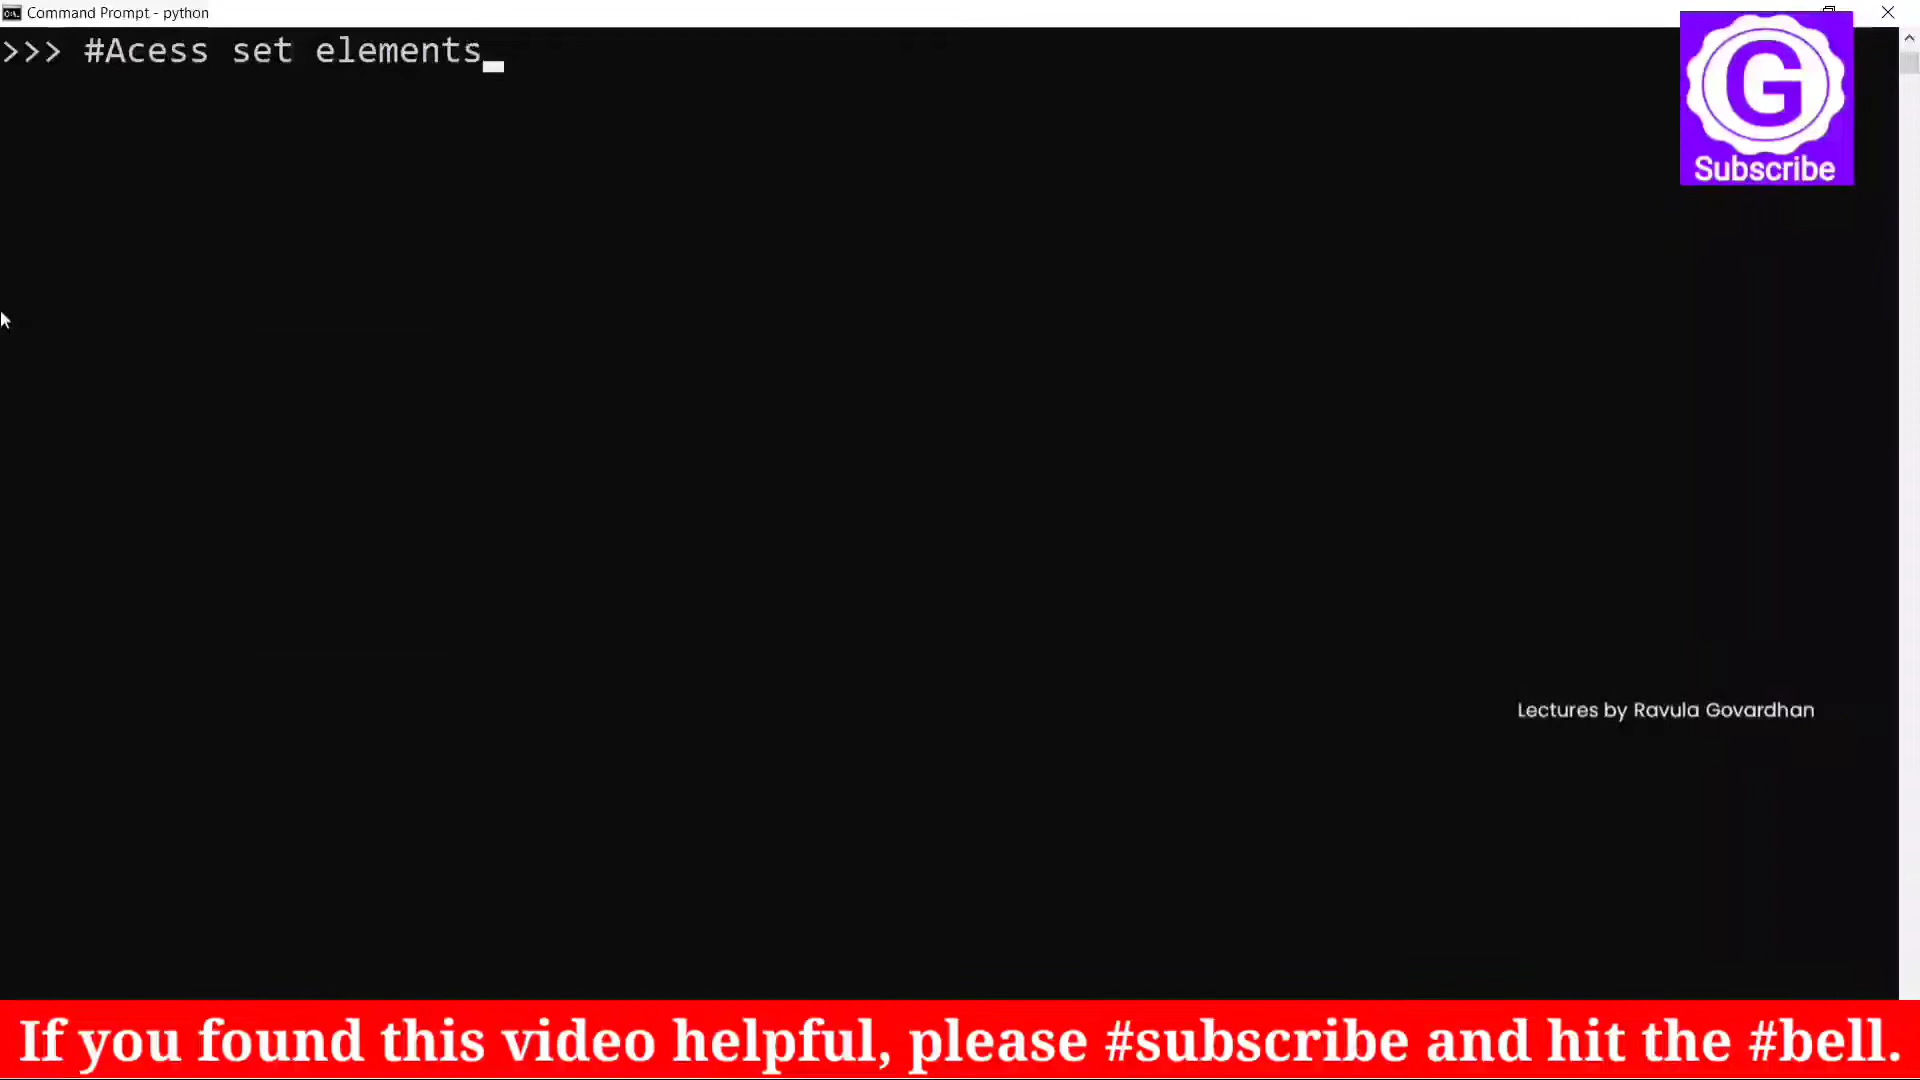 Command Prompt - python
>>> #Acess set elements_
G
Subscribe
Lectures by Ravula Govardhan
If you found this video helpful, please #subscribe and hit the #bell.